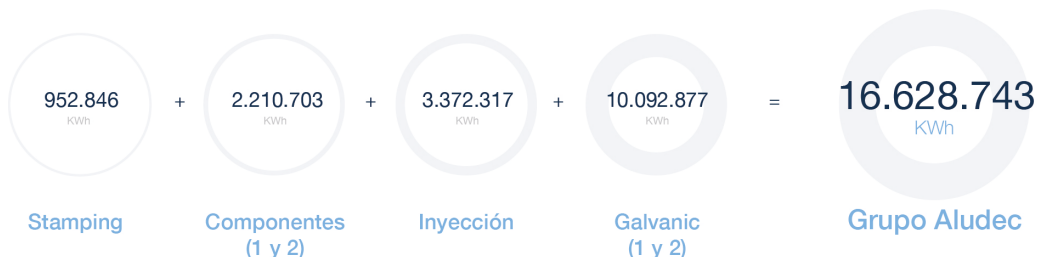 952.846 + 2.210.703 + 3.372.317 + 10.092.877 = 16.628.743
KWh KWh KWh KWh KWh
Stamping Componentes Inyección Galvanic Grupo Aludec
(1 y 2) (1 y 2)